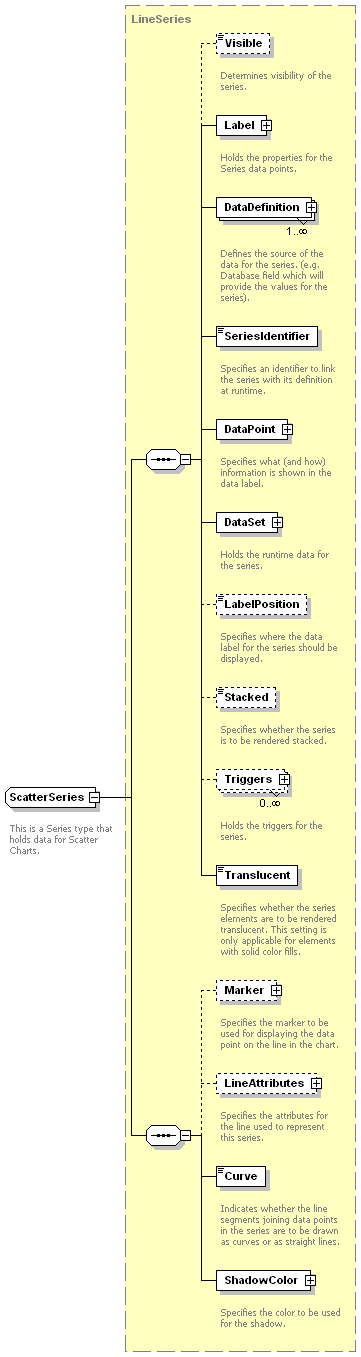 LineSeries
Visible
Determines visibility of the
series.
Label
Holds the properties for the
Series data points.
DataDefinition
1..∞
Defines the source of the
data for the series. (e.g.
Database field which will
provide the values for the
series).
SeriesIdentifier
Specifies an identifier to link
the series with its definition
at runtime.
DataPoint
Specifies what (and how)
information is shown in the
data label.
DataSet
Holds the runtime data for
the series.
LabelPosition
Specifies where the data
label for the series should be
displayed.
Stacked
Specifies whether the series
is to be rendered stacked.
Triggers
0..∞
Holds the triggers for the
series.
ScatterSeries
This is a Series type that
holds data for Scatter
Charts.
Translucent
Specifies whether the series
elements are to be rendered
translucent. This setting is
only applicable for elements
with solid color fills.
Marker
Specifies the marker to be
used for displaying the data
point on the line in the chart.
LineAttributes
Specifies the attributes for
the line used to represent
this series.
Curve
Indicates whether the line
segments joining data points
in the series are to be drawn
as curves or as straight lines.
ShadowColor
Specifies the color to be used
for the shadow.